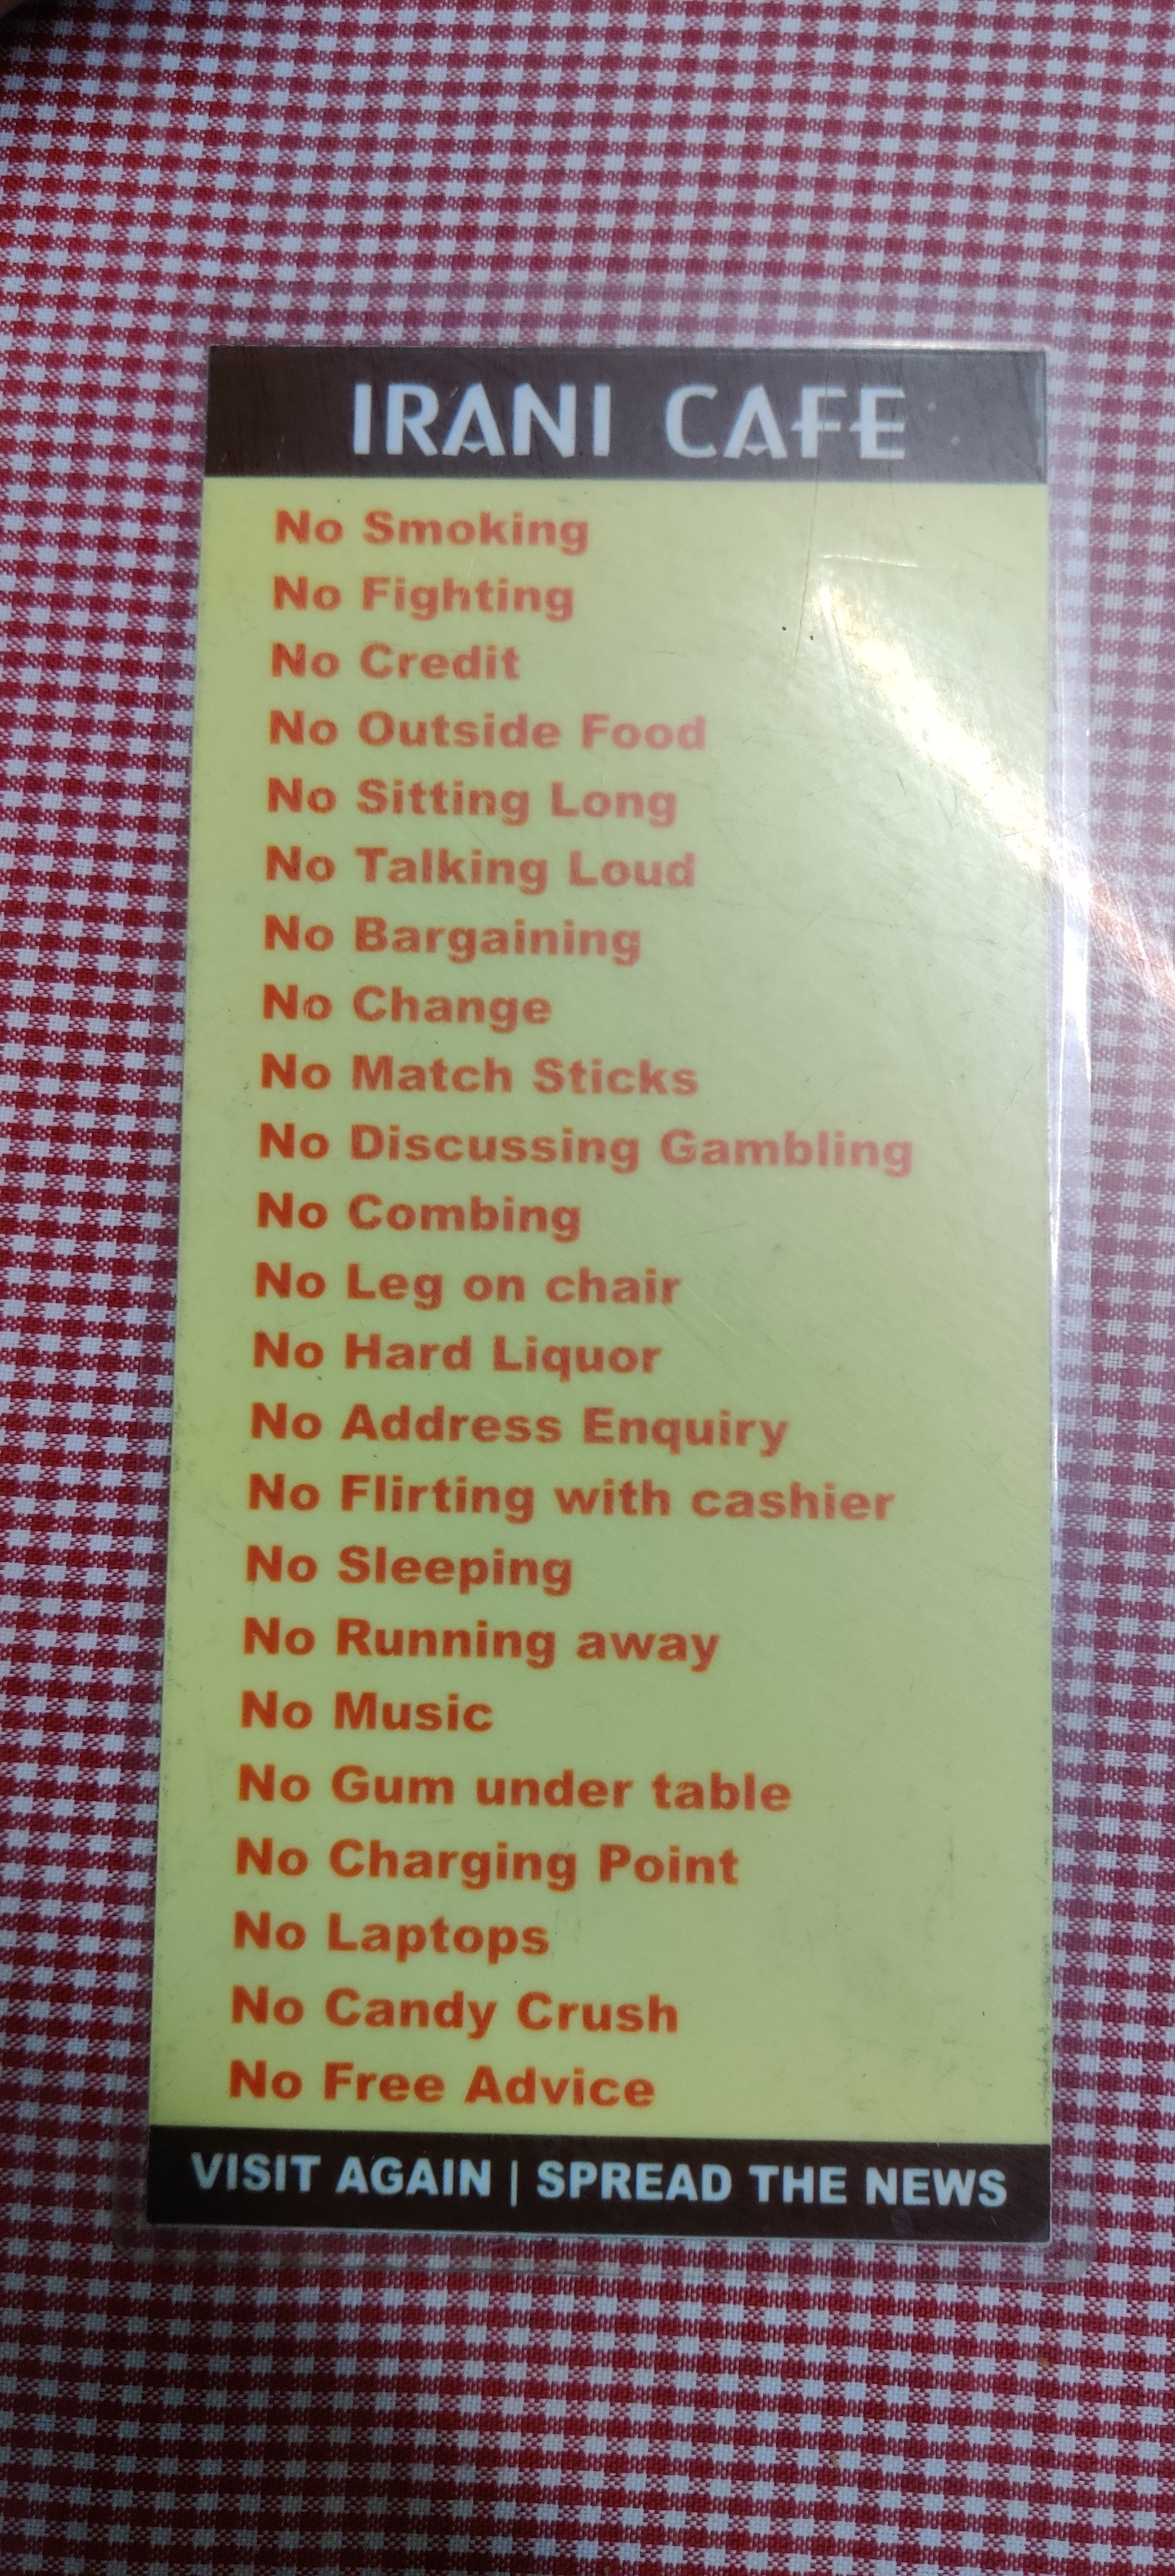 IRANI CAFE
No Smoking
No Fighting
No Credit
No Outside Food
No Sitting Long
No Talking Loud
No Bargaining
No Change
No Match Sticks
No Discussing Gambling
No Combing
No Leg on chair
No Hard Liquor
No Address Enquiry
No Flirting with cashier
No Sleeping
No Running away
No Music
No Gum under table
No Charging Point
No Laptops
No Candy Crush
No Free Advice
VISIT AGAIN | SPREAD THE NEWS